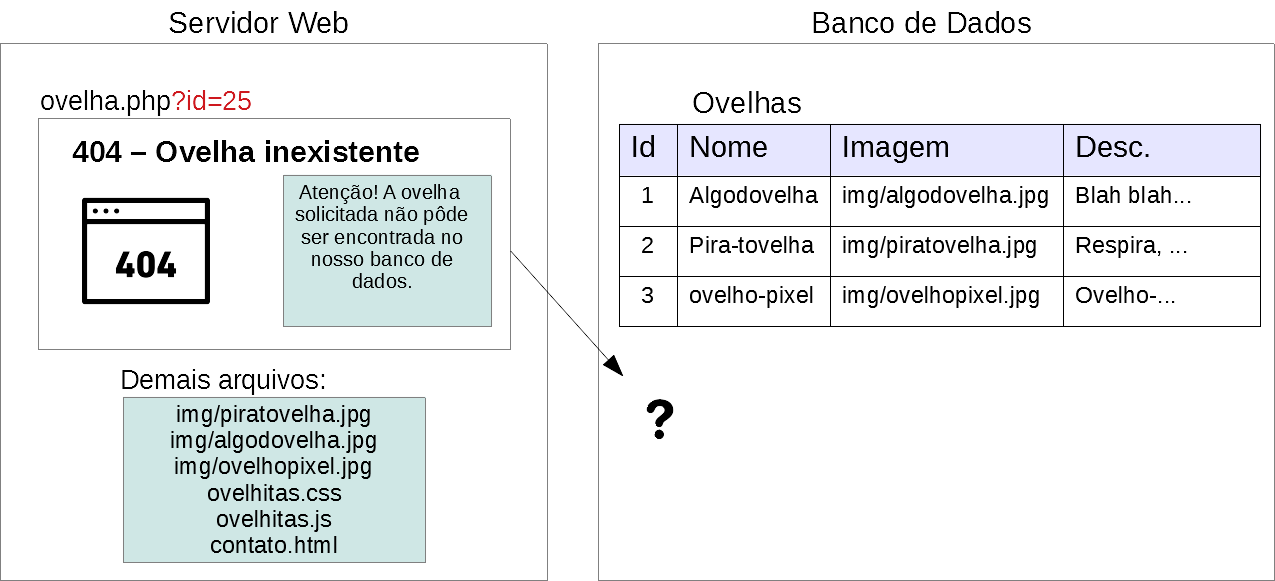 Servidor Web
ovelha.php?id=25
404 – Ovelha inexistente
404
Atenção! A ovelha
solicitada não pôde
ser encontrada no
nosso banco de
dados.
Demais arquivos:
img/piratovelha.jpg
img/algodovelha.jpg
img/ovelhopixel.jpg
ovelhitas.css
ovelhitas.js
contato.html
Banco de Dados
Ovelhas
Id Nome Imagem Desc.
1 Algodovelha img/algodovelha.jpg Blah blah...
2 Pira-tovelha img/piratovelha.jpg Respira, ...
3 ovelho-pixel img/ovelhopixel.jpg Ovelho-...
?